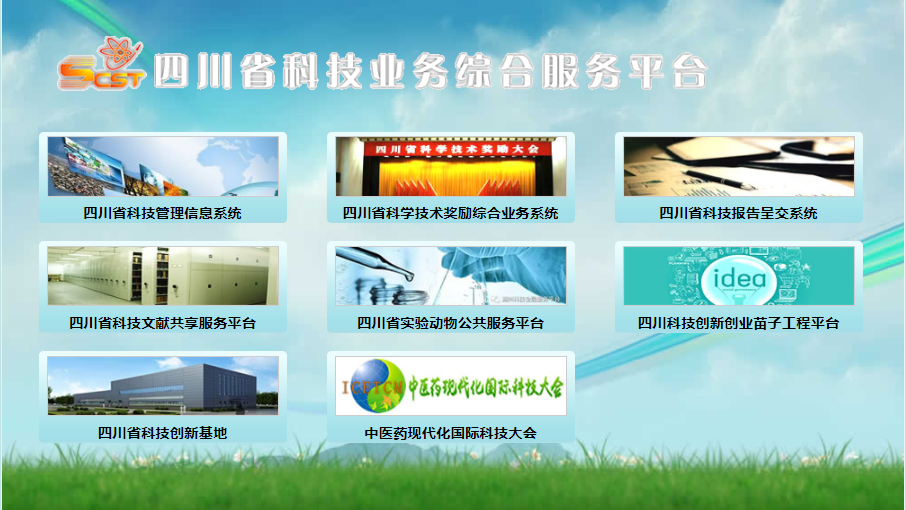 SCST 四川省科技业务综合服务平台
四川省科学技术奖励大会
四川省科技管理信息系统
四川省科学技术奖励综合业务系统
四川省科技报告呈交系统
idea
四川省科技文献共享服务平台
四川省实验动物公共服务平台
四川科技创新创业苗子工程平台
ICETCM 中医药现代化国际科技大会
四川省科技创新基地
中医药现代化国际科技大会